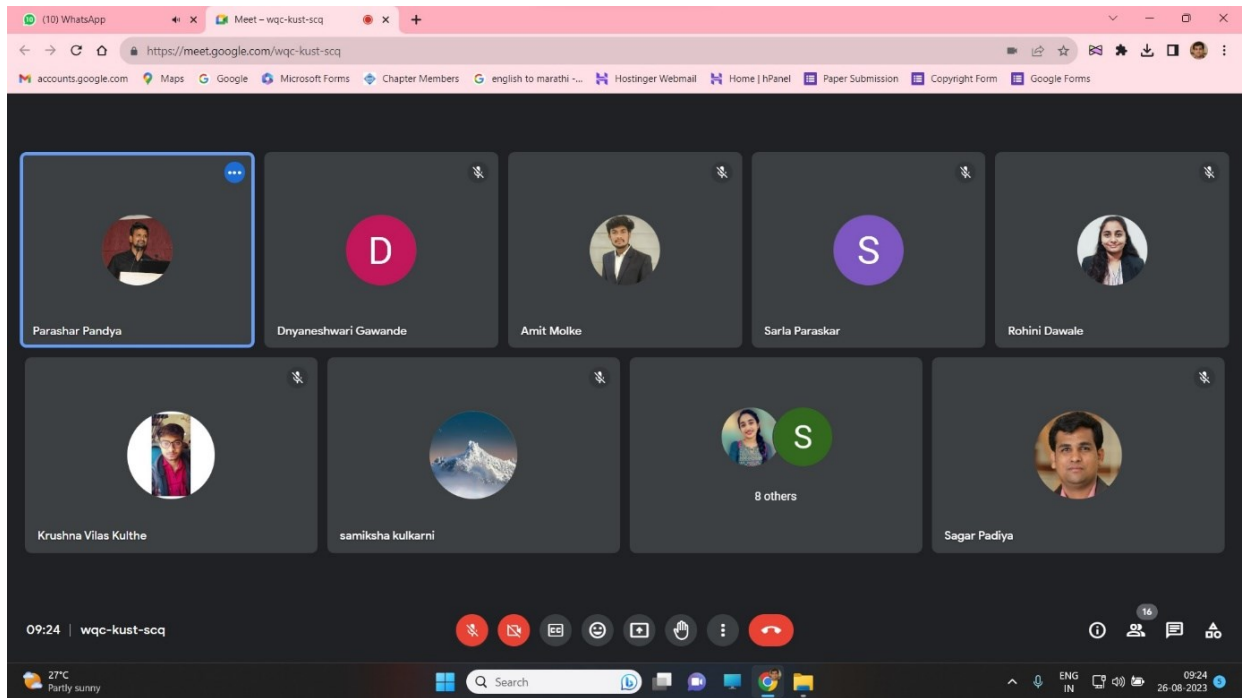 (10) WhatsApp
Meet – wqc-kust-scq
https://meet.google.com/wqc-kust-scq
accounts.google.com Maps Google Microsoft Forms Chapter Members english to marathi -... Hostinger Webmail Home | hPanel Paper Submission Copyright Form Google Forms
Parashar Pandya
D
Dnyaneshwari Gawande
Amit Molke
S
Sarla Paraskar
Rohini Dawale
Krushna Vilas Kulthe
samiksha kulkarni
S
8 others
Sagar Padiya
09:24 | wqc-kust-scq
CC
16
27°C
Partly sunny
Search
ENG
IN
09:24
26-08-2023
5